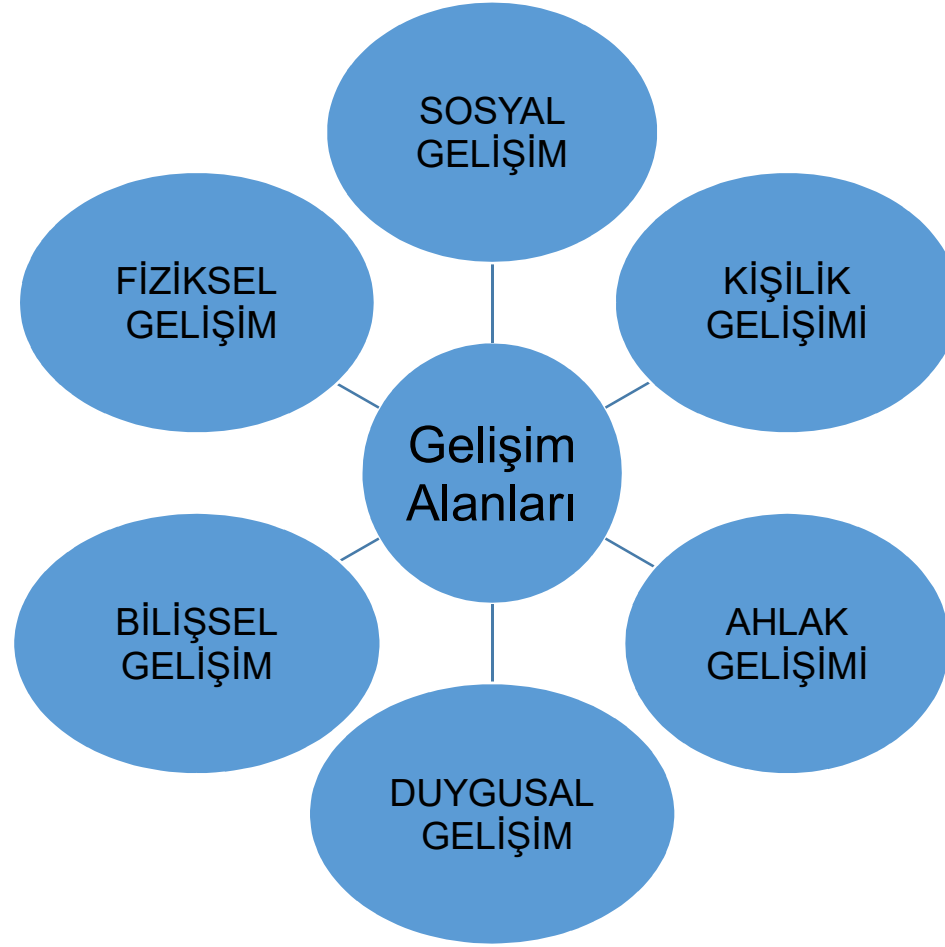 SOSYAL
GELİŞİM
KİŞİLİK
GELİŞİMİ
AHLAK
GELİŞİMİ
DUYGUSAL
GELİŞİM
BİLİŞSEL
GELİŞİM
FİZİKSEL
GELİŞİM
Gelişim
Alanları